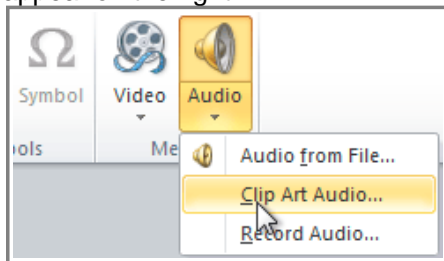 Symbol Video Audio
ools Me
Audio from File...
Clip Art Audio...
Record Audio...